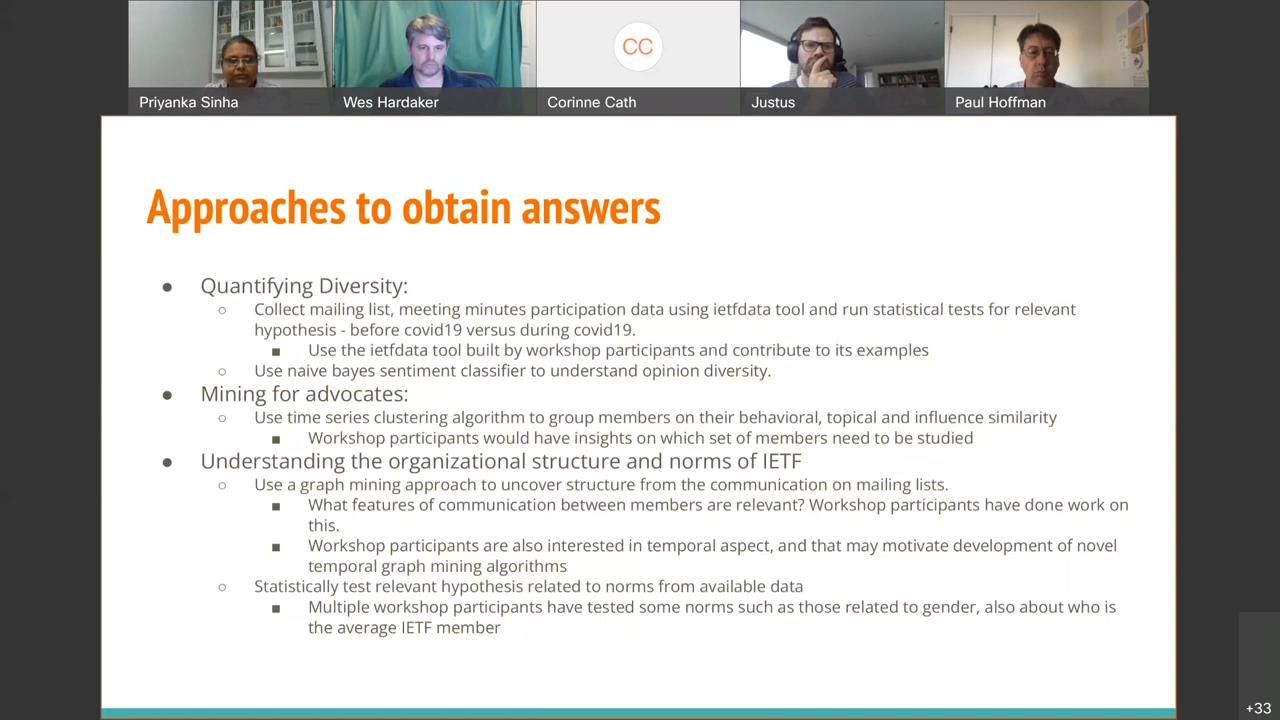 CC
Priyanka Sinha
Wes Hardaker
Corinne Cath
Justus
Paul Hoffman
Approaches to obtain answers
● Quantifying Diversity:
○ Collect mailing list, meeting minutes participation data using ietfdata tool and run statistical tests for relevant
hypothesis - before covid19 versus during covid19.
■ Use the ietfdata tool built by workshop participants and contribute to its examples
○ Use naive bayes sentiment classifier to understand opinion diversity.
● Mining for advocates:
○ Use time series clustering algorithm to group members on their behavioral, topical and influence similarity
■ Workshop participants would have insights on which set of members need to be studied
● Understanding the organizational structure and norms of IETF
○ Use a graph mining approach to uncover structure from the communication on mailing lists.
■ What features of communication between members are relevant? Workshop participants have done work on
this.
■ Workshop participants are also interested in temporal aspect, and that may motivate development of novel
temporal graph mining algorithms
○ Statistically test relevant hypothesis related to norms from available data
■ Multiple workshop participants have tested some norms such as those related to gender, also about who is
the average IETF member
+33